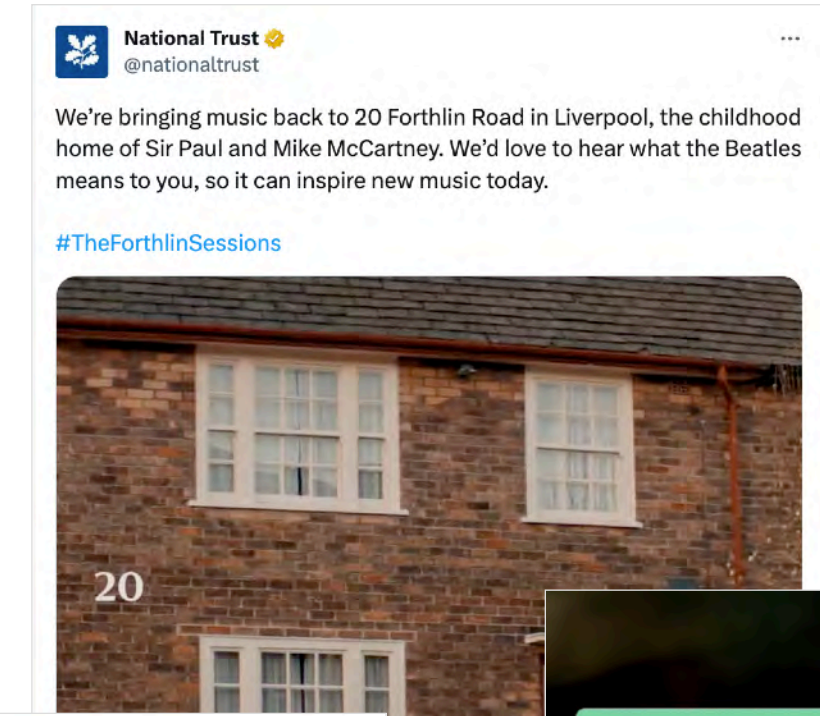 National Trust
@nationaltrust
We’re bringing music back to 20 Forthlin Road in Liverpool, the childhood
home of Sir Paul and Mike McCartney. We’d love to hear what the Beatles
means to you, so it can inspire new music today.
#TheForthlinSessions
20